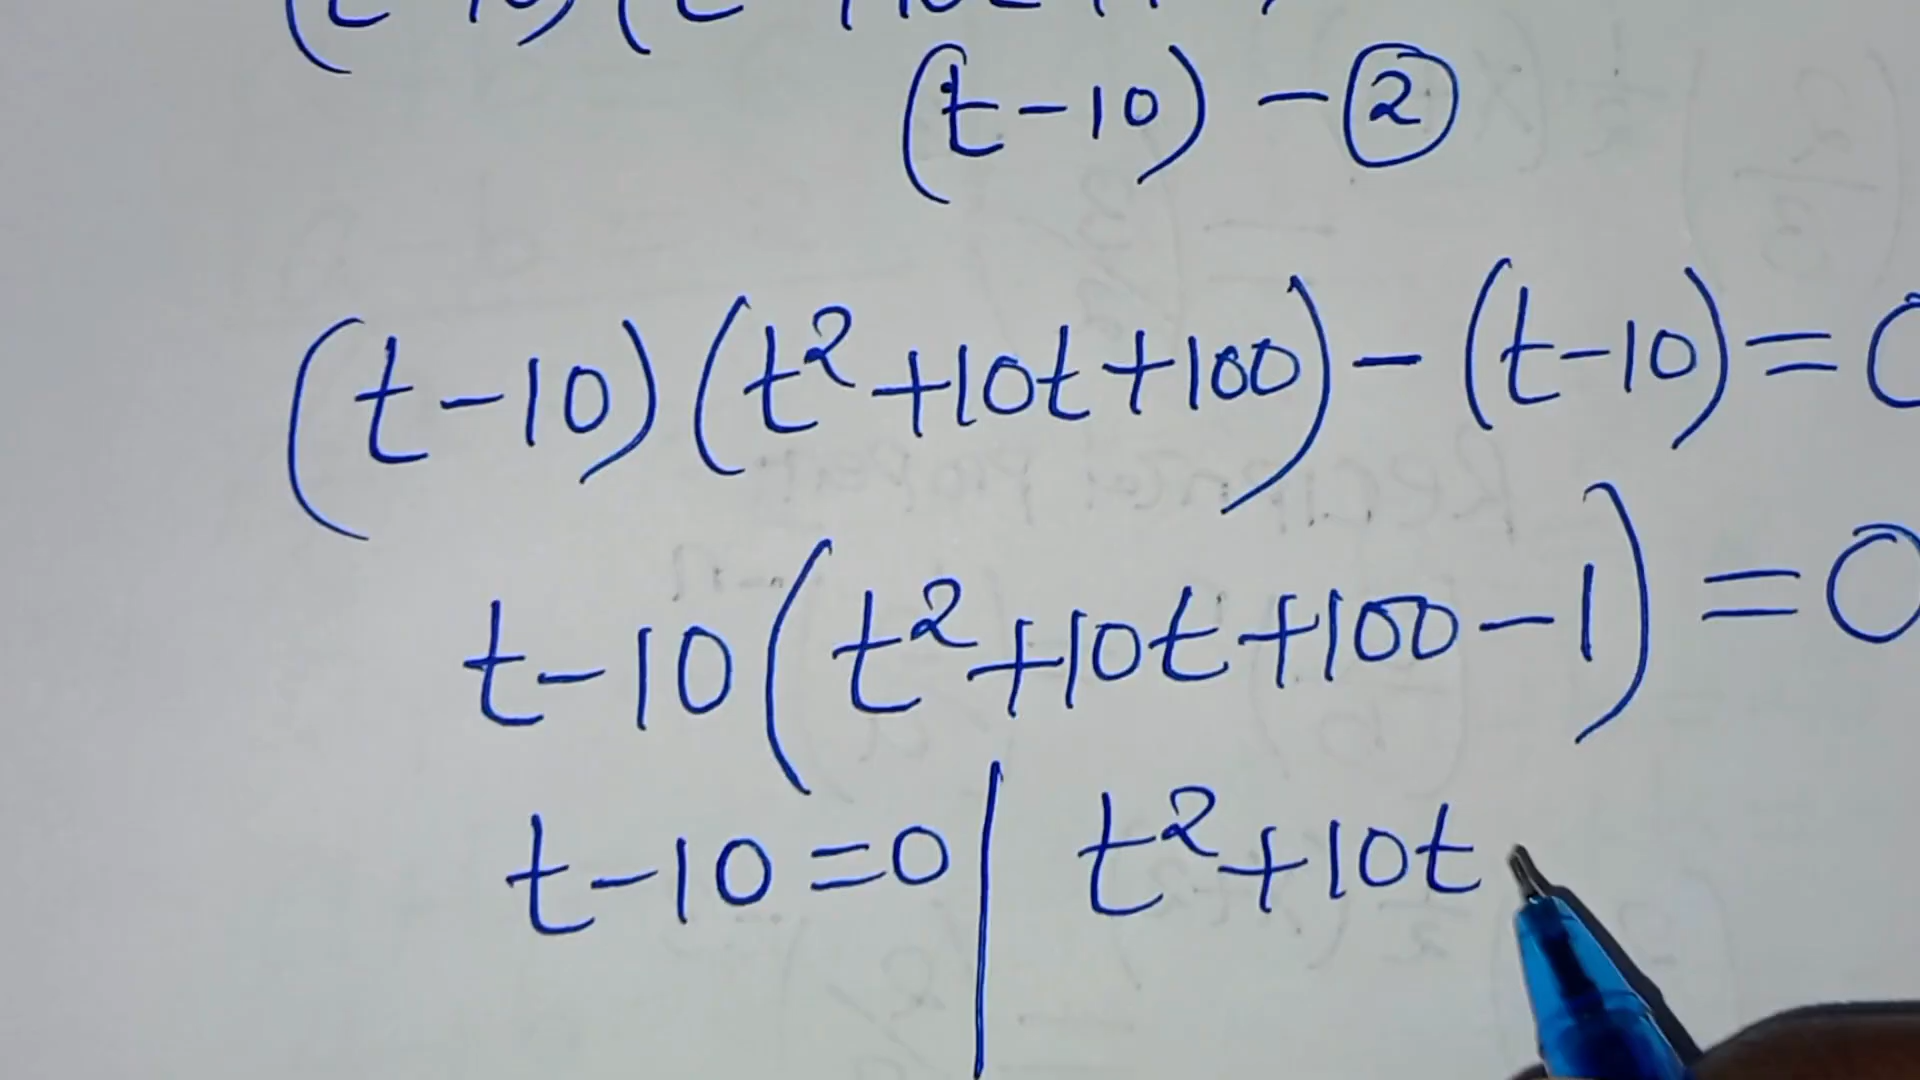 (t-10) - ②
(t-10)(t²+10t+100) - (t-10) = 0
t-10(t²+10t+100-1) = 0
t-10=0 | t²+10t